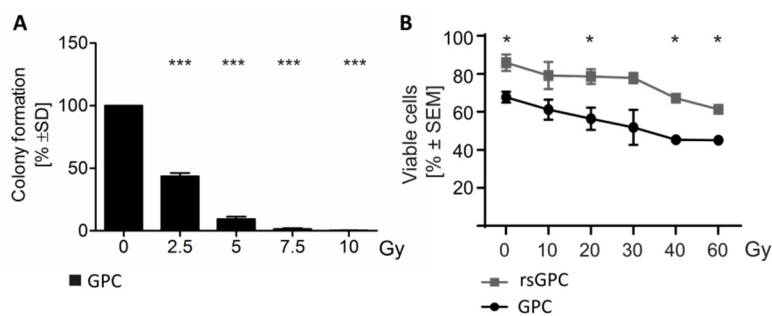 A
Colony formation
[% ±SD]
150
100
50
0
*** *** *** ***
0 2.5 5 7.5 10 Gy
GPC
B
Viable cells
[% ± SEM]
100
80
60
40
20
* * * *
0 10 20 30 40 60 Gy
rsGPC
GPC